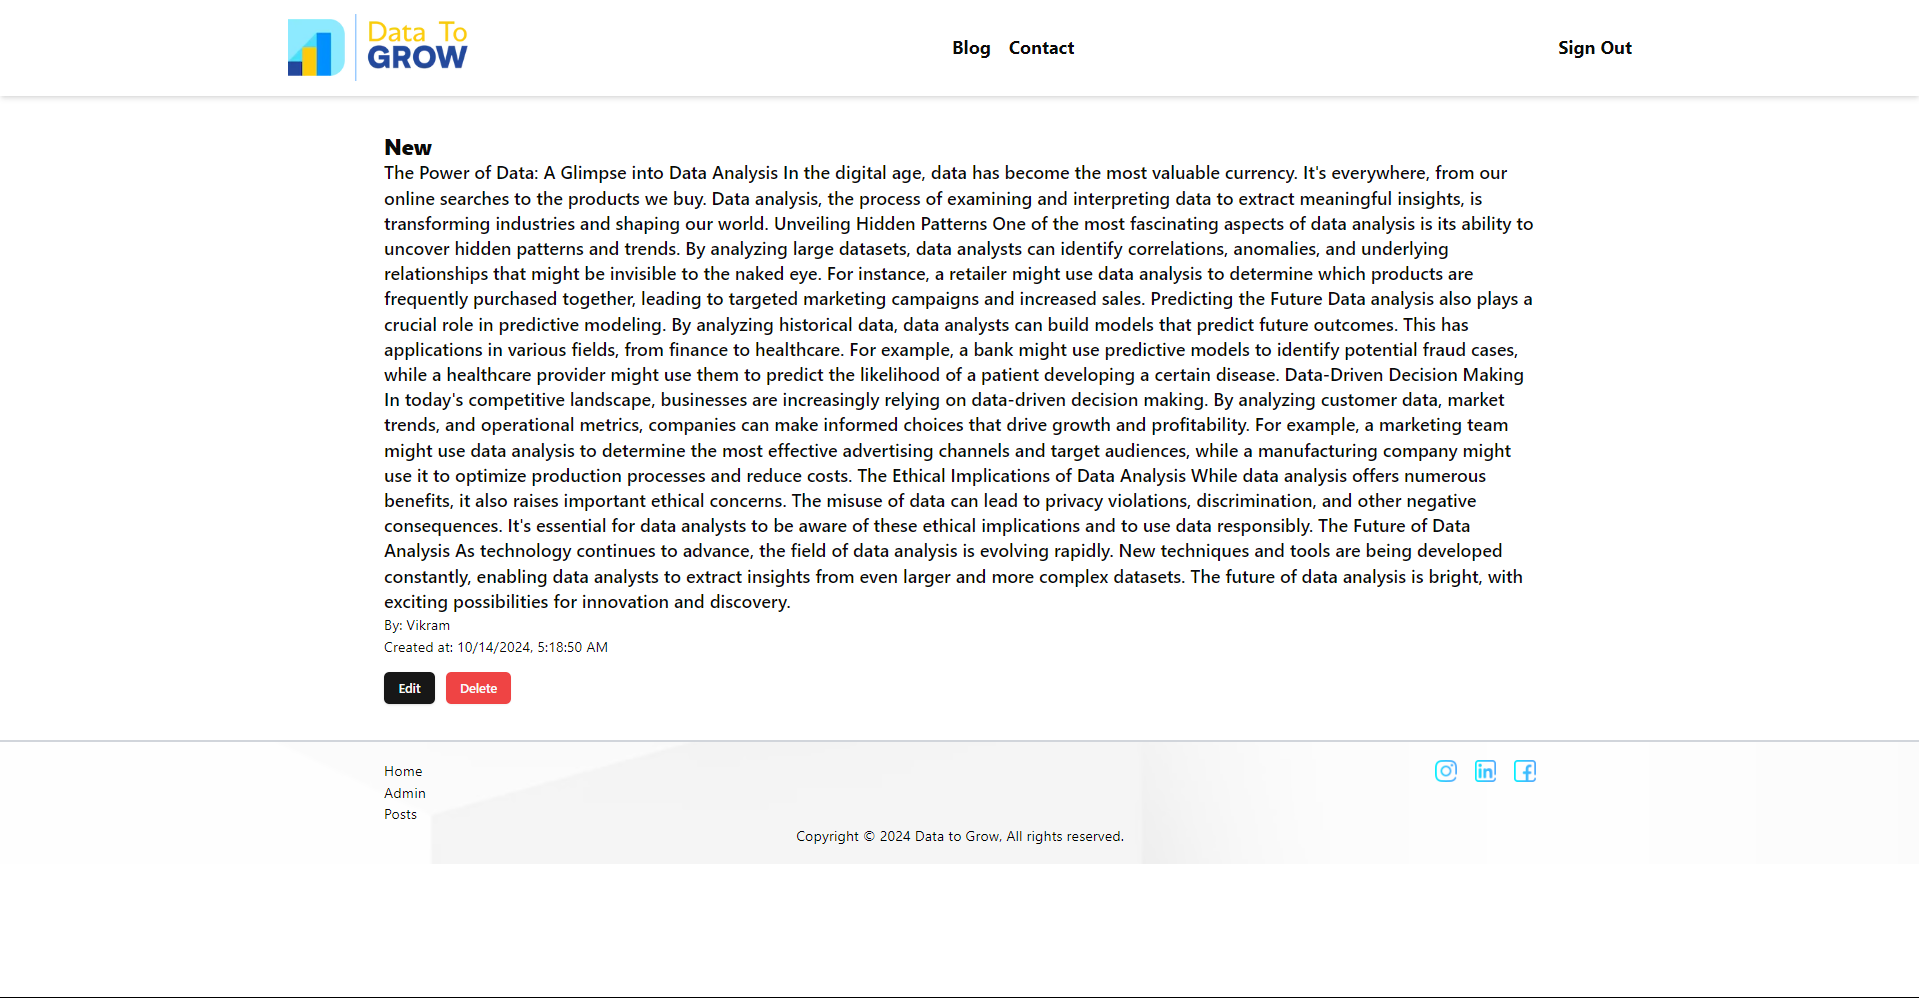 Data To
GROW
Blog
Contact
Sign Out
New
The Power of Data: A Glimpse into Data Analysis In the digital age, data has become the most valuable currency. It's everywhere, from our
online searches to the products we buy. Data analysis, the process of examining and interpreting data to extract meaningful insights, is
transforming industries and shaping our world. Unveiling Hidden Patterns One of the most fascinating aspects of data analysis is its ability to
uncover hidden patterns and trends. By analyzing large datasets, data analysts can identify correlations, anomalies, and underlying
relationships that might be invisible to the naked eye. For instance, a retailer might use data analysis to determine which products are
frequently purchased together, leading to targeted marketing campaigns and increased sales. Predicting the Future Data analysis also plays a
crucial role in predictive modeling. By analyzing historical data, data analysts can build models that predict future outcomes. This has
applications in various fields, from finance to healthcare. For example, a bank might use predictive models to identify potential fraud cases,
while a healthcare provider might use them to predict the likelihood of a patient developing a certain disease. Data-Driven Decision Making
In today's competitive landscape, businesses are increasingly relying on data-driven decision making. By analyzing customer data, market
trends, and operational metrics, companies can make informed choices that drive growth and profitability. For example, a marketing team
might use data analysis to determine the most effective advertising channels and target audiences, while a manufacturing company might
use it to optimize production processes and reduce costs. The Ethical Implications of Data Analysis While data analysis offers numerous
benefits, it also raises important ethical concerns. The misuse of data can lead to privacy violations, discrimination, and other negative
consequences. It's essential for data analysts to be aware of these ethical implications and to use data responsibly. The Future of Data
Analysis As technology continues to advance, the field of data analysis is evolving rapidly. New techniques and tools are being developed
constantly, enabling data analysts to extract insights from even larger and more complex datasets. The future of data analysis is bright, with
exciting possibilities for innovation and discovery.
By: Vikram
Created at: 10/14/2024, 5:18:50 AM
Edit
Delete
Home
Admin
Posts
Copyright © 2024 Data to Grow, All rights reserved.